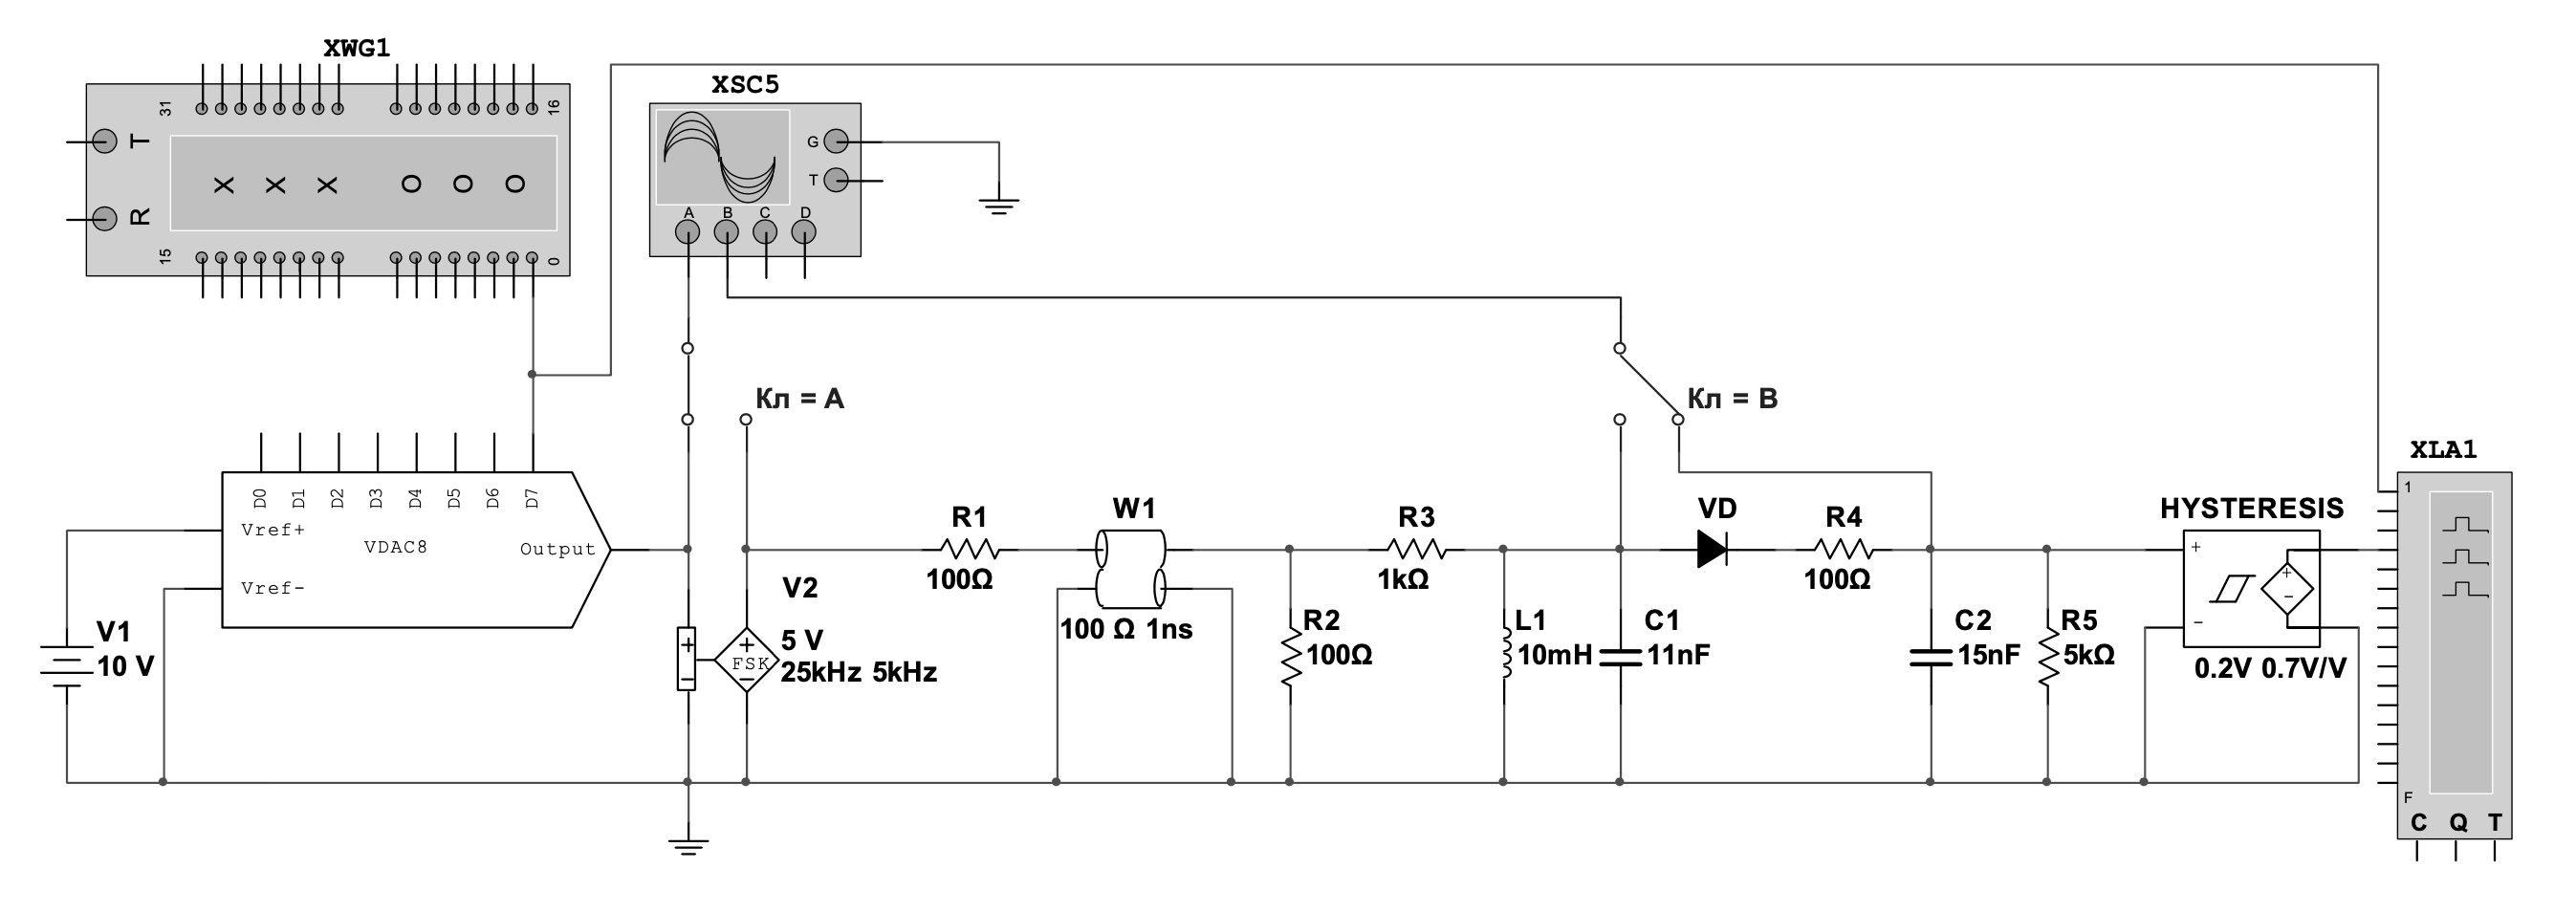 XWG1
XSC5
31
16
T
R
X X X O O O
15
0
G
T
A B C D
Кл = A
Кл = B
XLA1
D0 D1 D2 D3 D4 D5 D6 D7
Vref+
VDAC8
Output
Vref-
V1
10 V
V2
5 V
25kHz 5kHz
+
−
+
FSK
−
R1
100Ω
W1
100 Ω 1ns
R2
100Ω
R3
1kΩ
L1
10mH
C1
11nF
VD
R4
100Ω
C2
15nF
R5
5kΩ
HYSTERESIS
+
−
+
−
0.2V 0.7V/V
1
F
C Q T